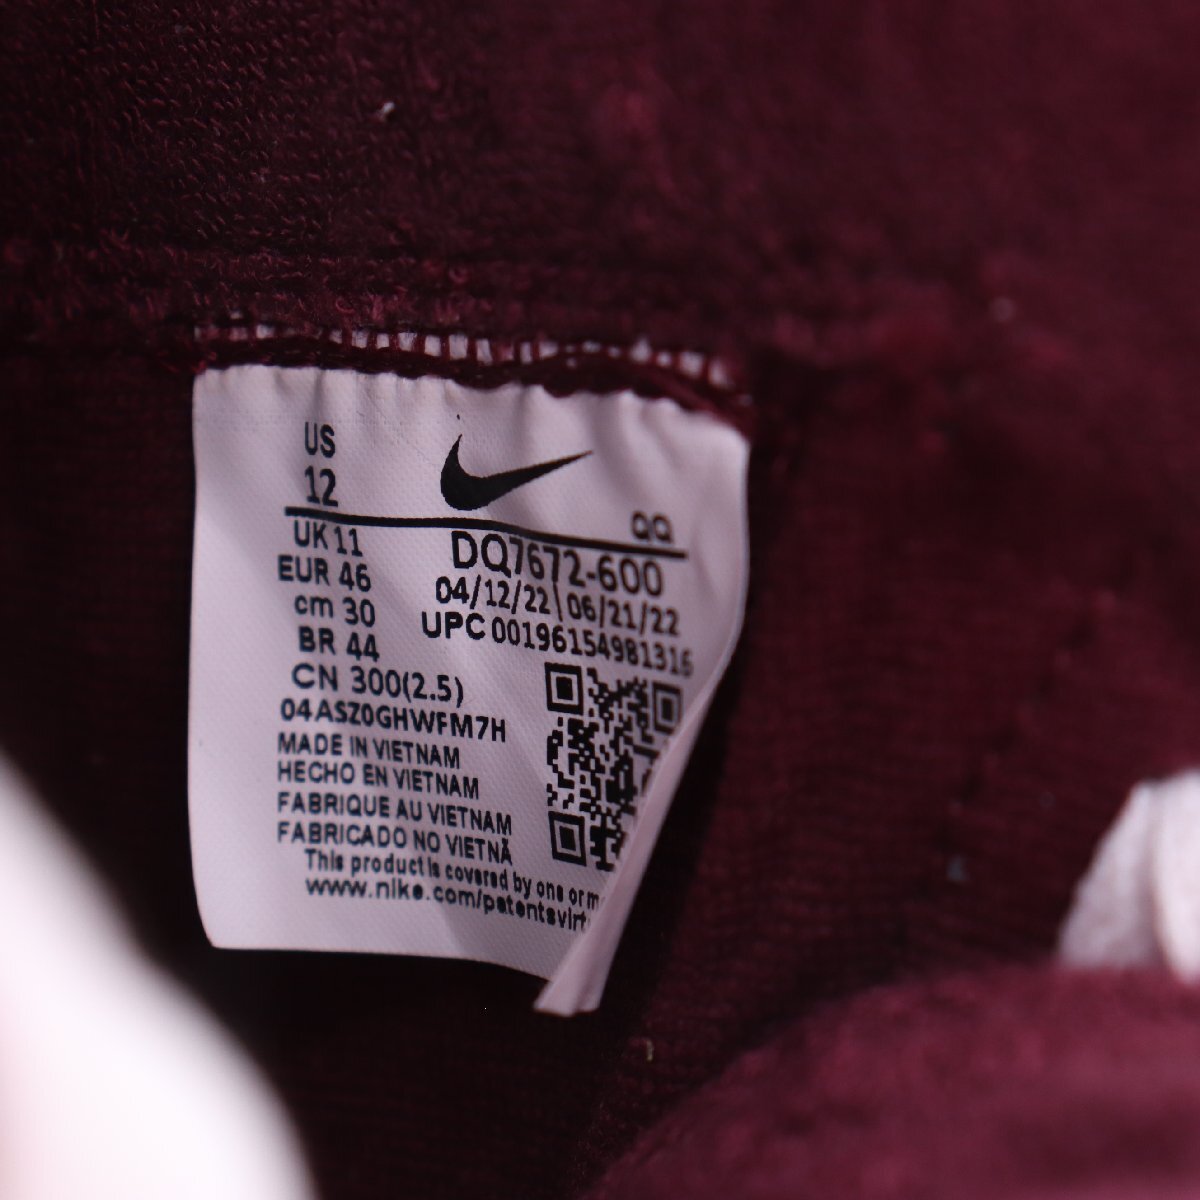 US
12
UK 11
EUR 46
cm 30
BR 44
CN 300(2.5)
QQ
DQ7672-600
04/12/22\06/21/22
UPC 00196154981316
04ASZ0GHWFM7H
MADE IN VIETNAM
HECHO EN VIETNAM
FABRIQUE AU VIETNAM
FABRICADO NO VIETNÃ
This product is covered by one or
www.nike.com/patentsvirt